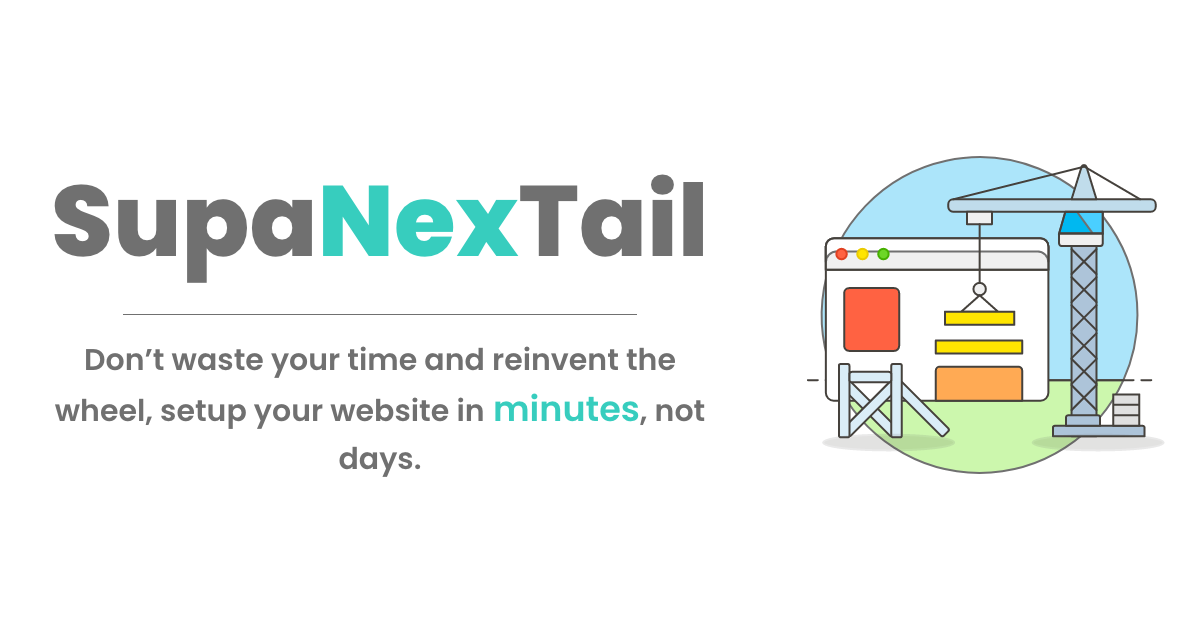 SupaNexTail
Don’t waste your time and reinvent the
wheel, setup your website in minutes, not
days.